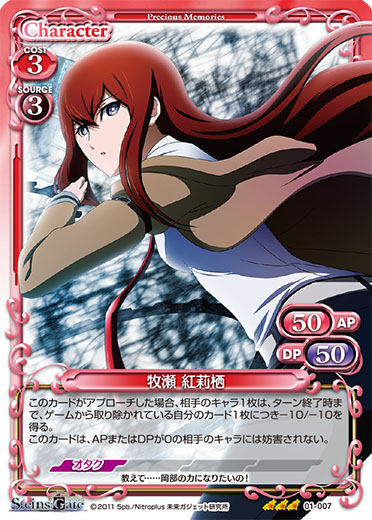 Precious Memories
Character
COST
3
SOURCE
3
50 AP
DP 50
牧瀬 紅莉栖
このカードがアプローチした場合、相手のキャラ1枚は、ターン終了時ま
で、ゲームから取り除かれている自分のカード1枚につき−10/−10を
得る。
このカードは、APまたはDPが0の相手のキャラには妨害されない。
オタク
教えて……岡部の力になりたいの!
Steins;Gate
©2011 5pb./Nitroplus 未来ガジェット研究所
01-007